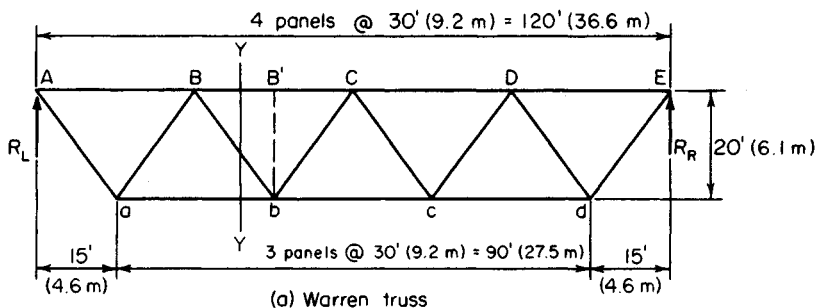 4 panels @ 30' (9.2 m) = 120' (36.6 m)
Y
A B B' C D E
R_L R_R 20' (6.1 m)
a b c d
Y
15' 3 panels @ 30' (9.2 m) = 90' (27.5 m) 15'
(4.6 m) (4.6 m)
(a) Warren truss